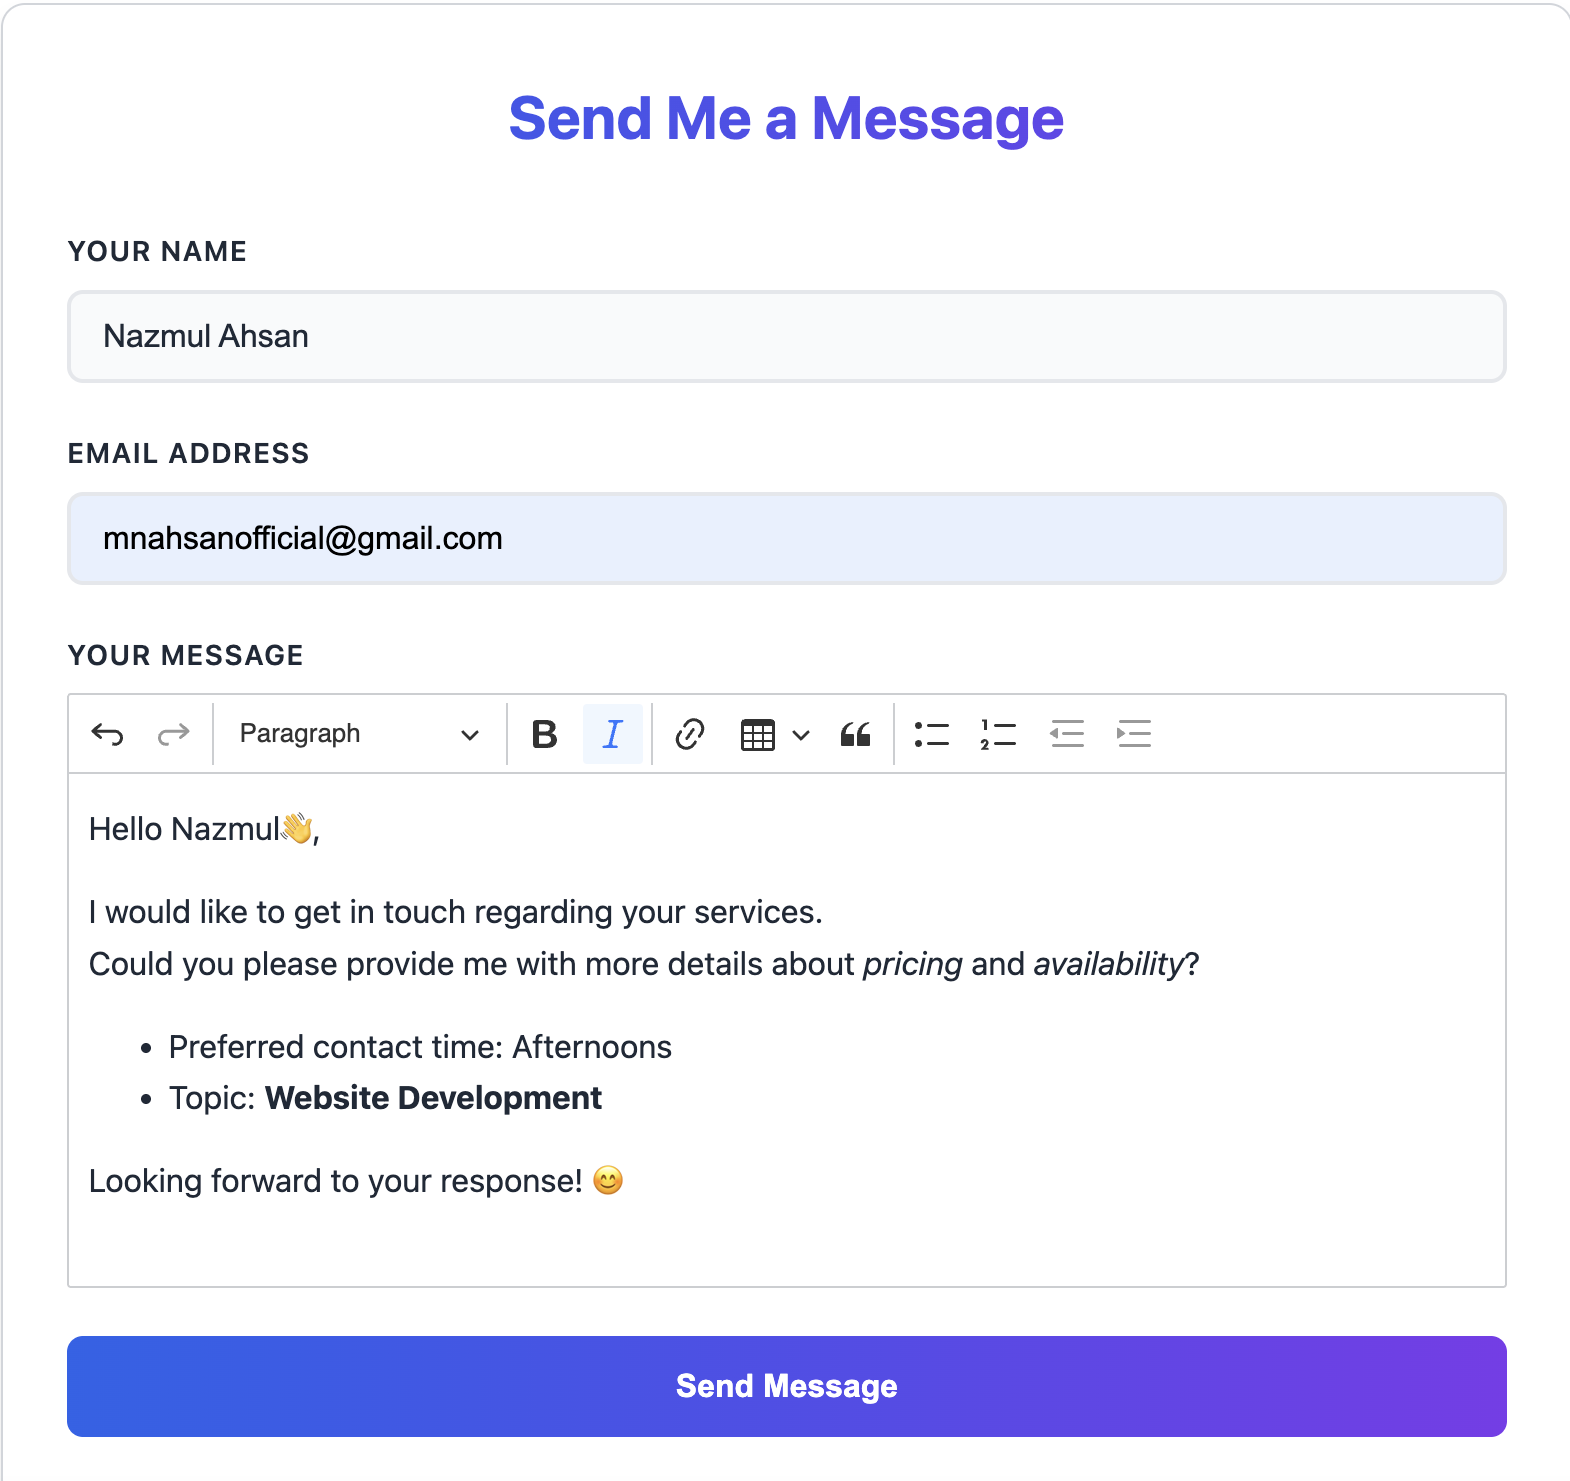 Send Me a Message
YOUR NAME
Nazmul Ahsan
EMAIL ADDRESS
mnahsanofficial@gmail.com
YOUR MESSAGE
Paragraph B I
Hello Nazmul👋,
I would like to get in touch regarding your services.
Could you please provide me with more details about pricing and availability?
• Preferred contact time: Afternoons
• Topic: Website Development
Looking forward to your response! 😊
Send Message